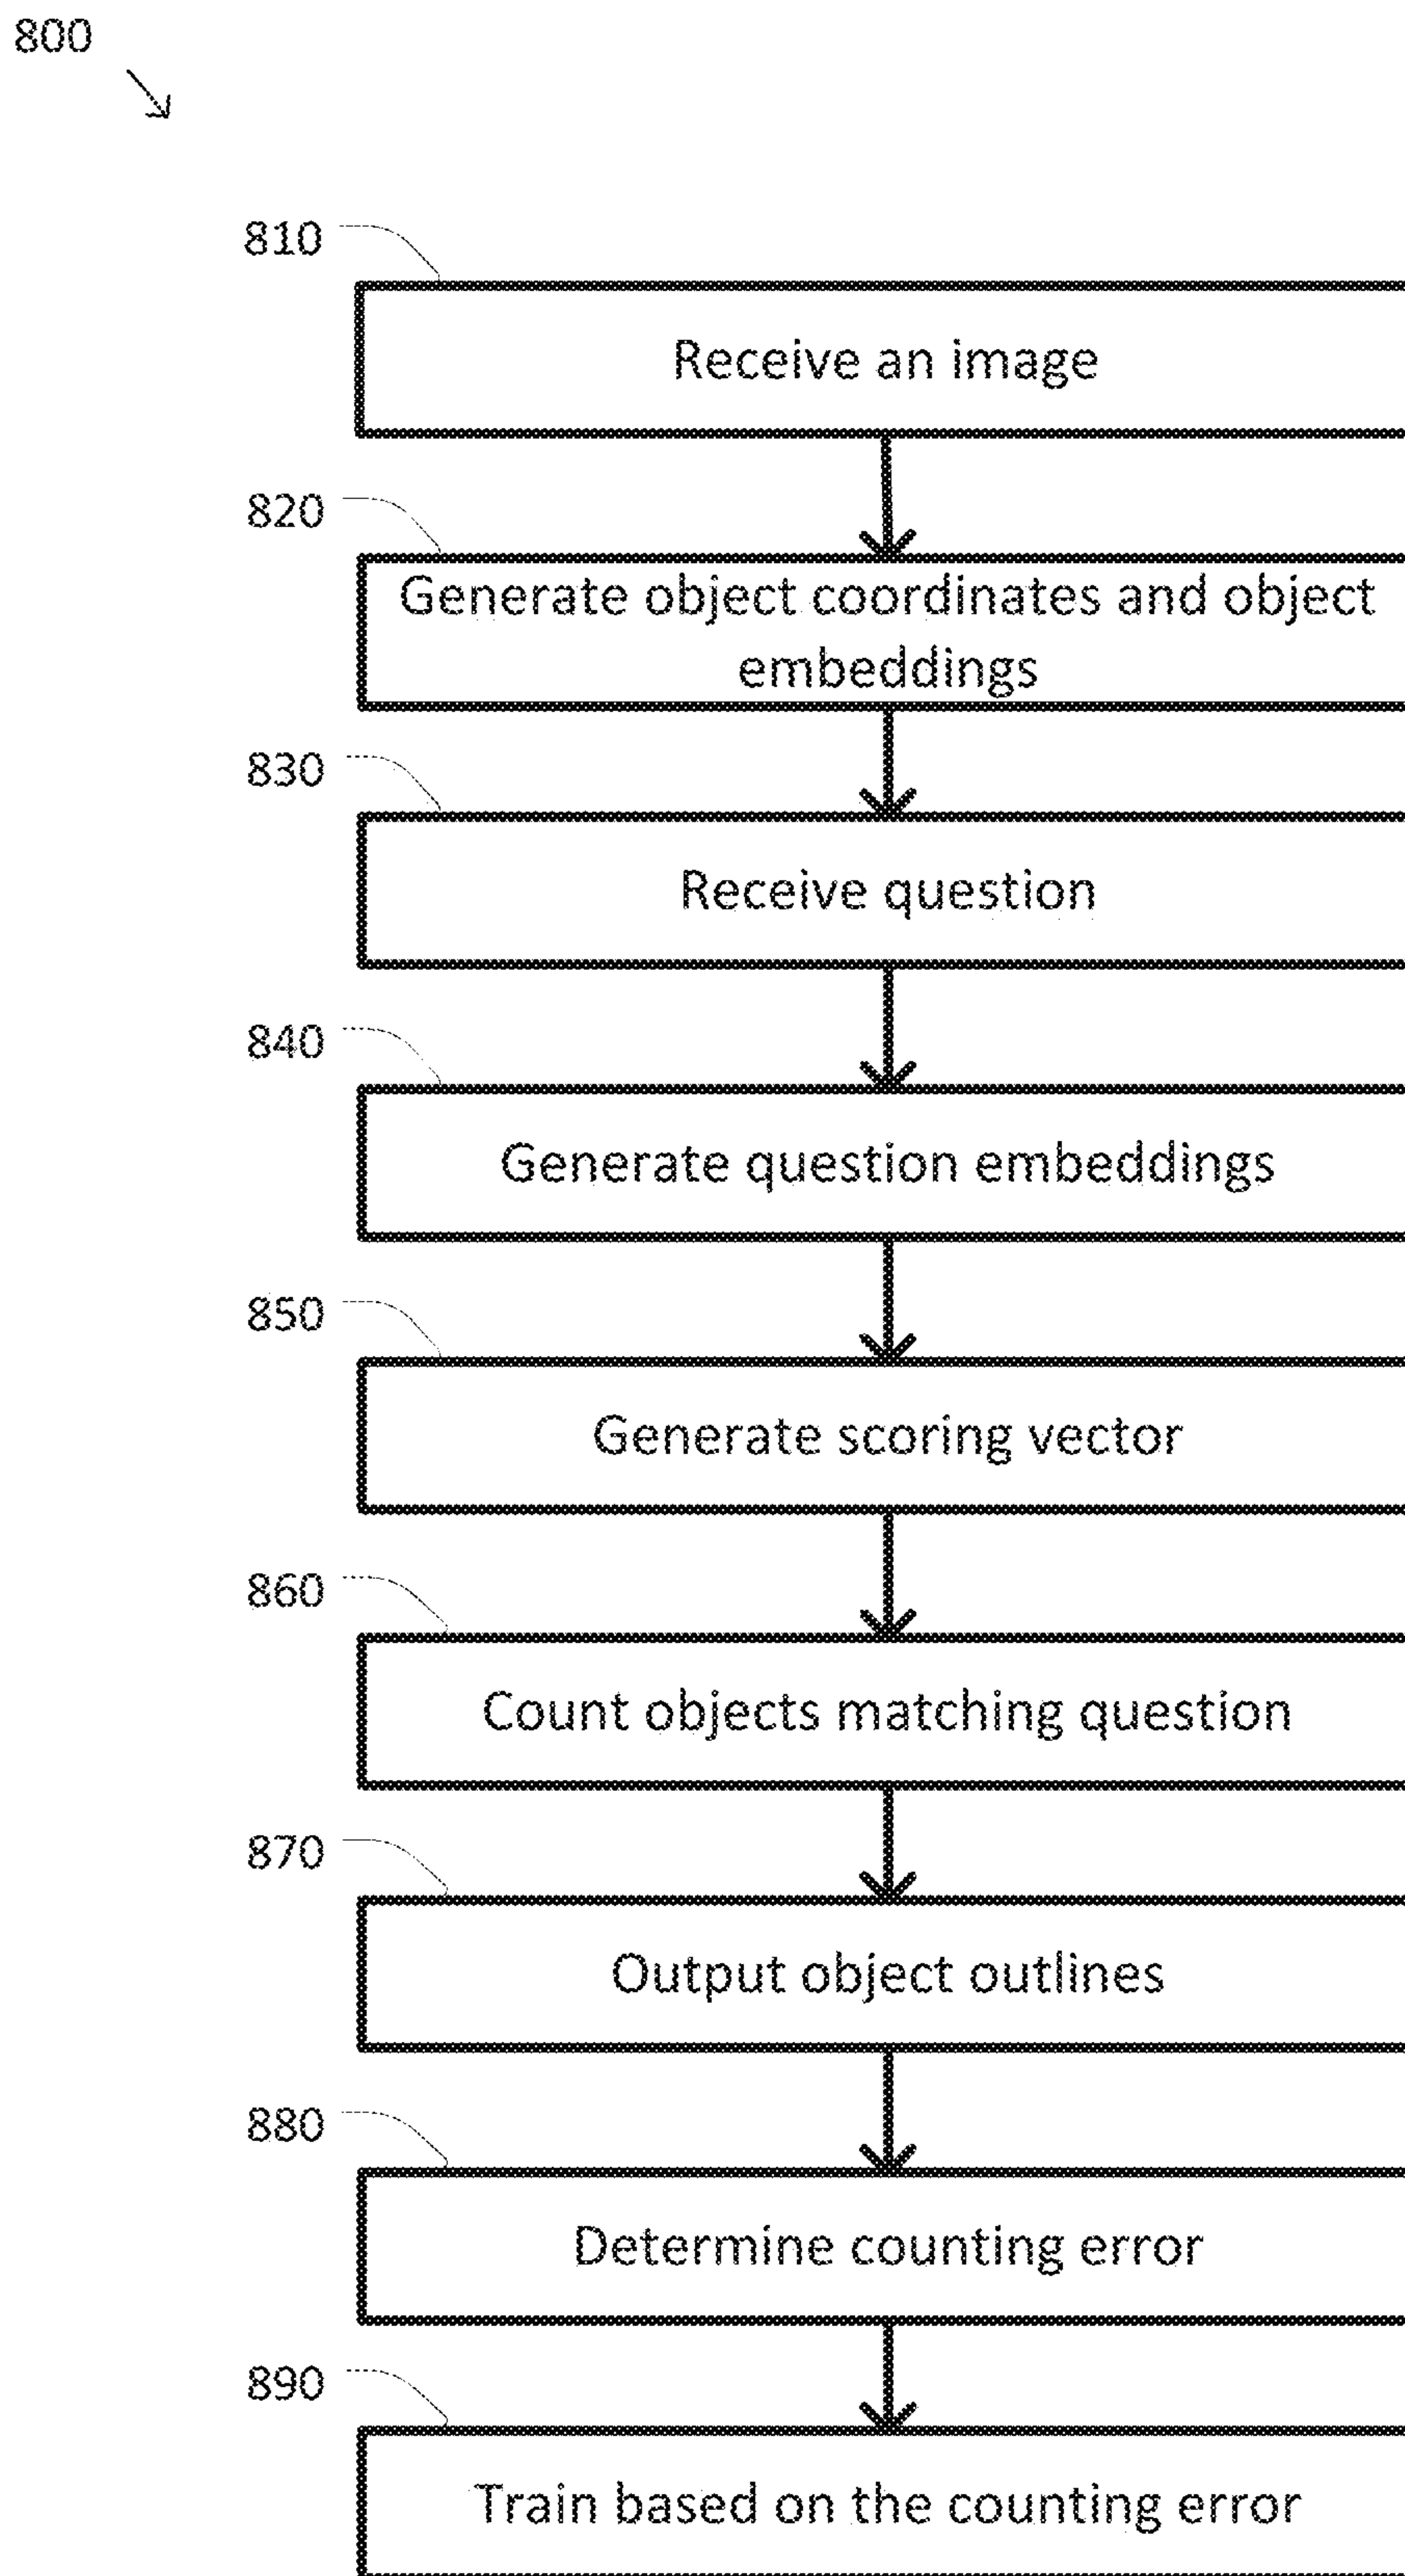 800
810
Receive an image
820
Generate object coordinates and object
embeddings
830
Receive question
840
Generate question embeddings
850
Generate scoring vector
860
Count objects matching question
870
Output object outlines
880
Determine counting error
890
Train based on the counting error